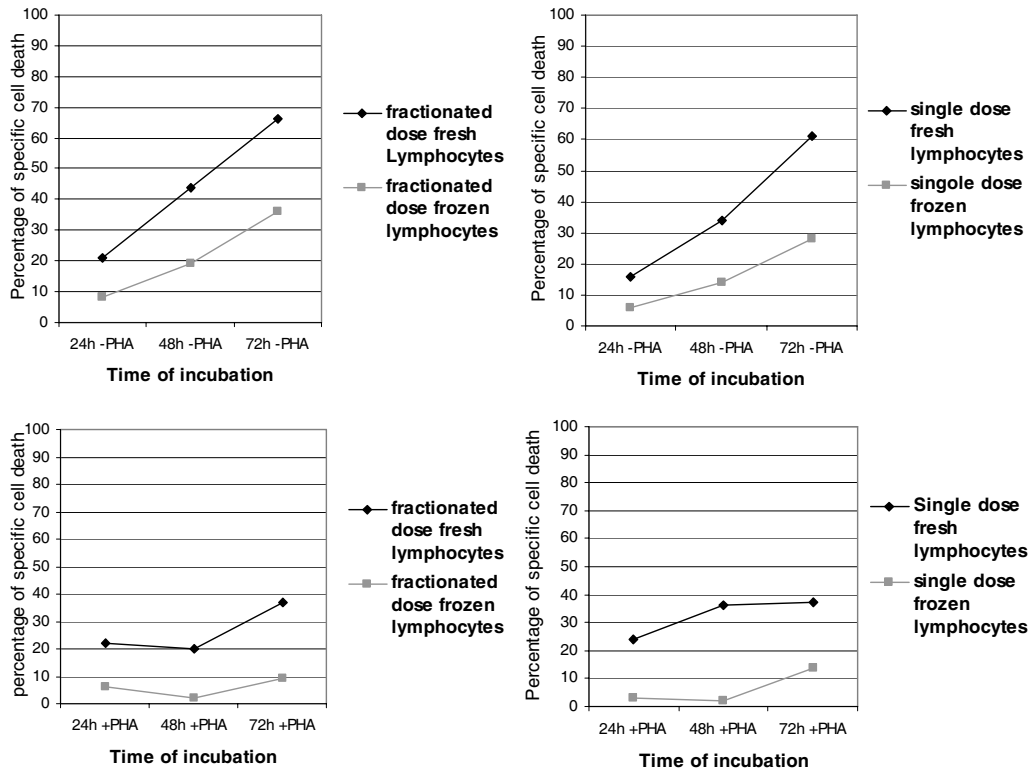 Percentage of specific cell death
100
90
80
70
60
50
40
30
20
10
0
24h -PHA 48h -PHA 72h -PHA
Time of incubation
fractionated
dose fresh
Lymphocytes
fractionated
dose frozen
lymphocytes
Percentage of specific cell death
100
90
80
70
60
50
40
30
20
10
0
24h -PHA 48h -PHA 72h -PHA
Time of incubation
single dose
fresh
lymphocytes
singole dose
frozen
lymphocytes
percentage of specific cell death
100
90
80
70
60
50
40
30
20
10
0
24h +PHA 48h +PHA 72h +PHA
Time of incubation
fractionated
dose fresh
lymphocytes
fractionated
dose frozen
lymphocytes
Percentage of specific cell death
100
90
80
70
60
50
40
30
20
10
0
24h +PHA 48h +PHA 72h +PHA
Time of incubation
Single dose
fresh
lymphocytes
single dose
frozen
lymphocytes